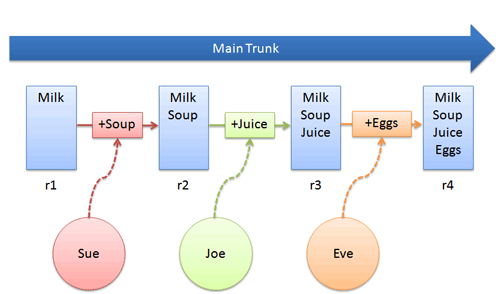 Main Trunk
Milk
+Soup
Milk
Soup
+Juice
Milk
Soup
Juice
+Eggs
Milk
Soup
Juice
Eggs
r1
r2
r3
r4
Sue
Joe
Eve